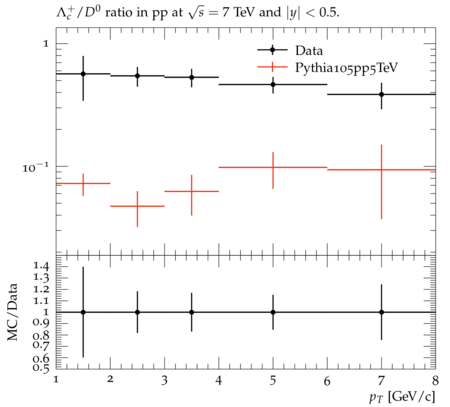 Λc⁺/D⁰ ratio in pp at √s = 7 TeV and |y| < 0.5.
1
Data
Pythia105pp5TeV
10⁻¹
MC/Data
1.4
1.3
1.2
1.1
1
0.9
0.8
0.7
0.6
0.5
1 2 3 4 5 6 7 8
pT [GeV/c]